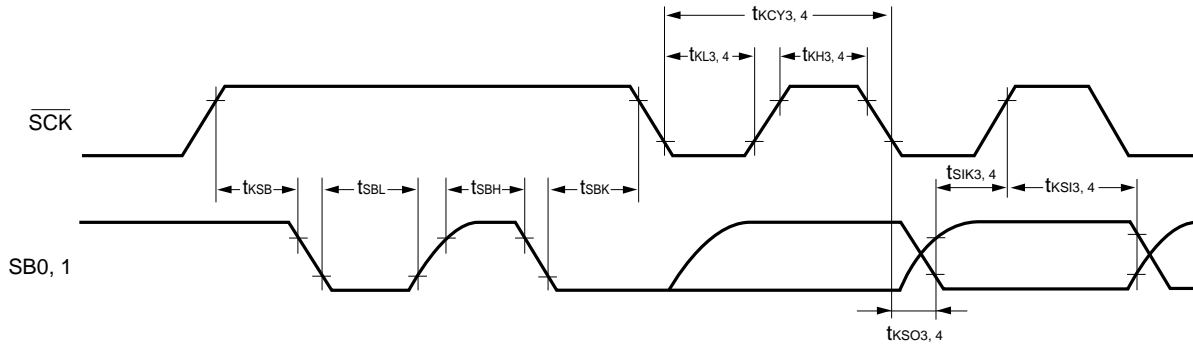 tKCY3, 4
tKL3, 4
tKH3, 4
SCK
tKSB
tSBL
tSBH
tSBK
tSIK3, 4
tKSI3, 4
SB0, 1
tKSO3, 4